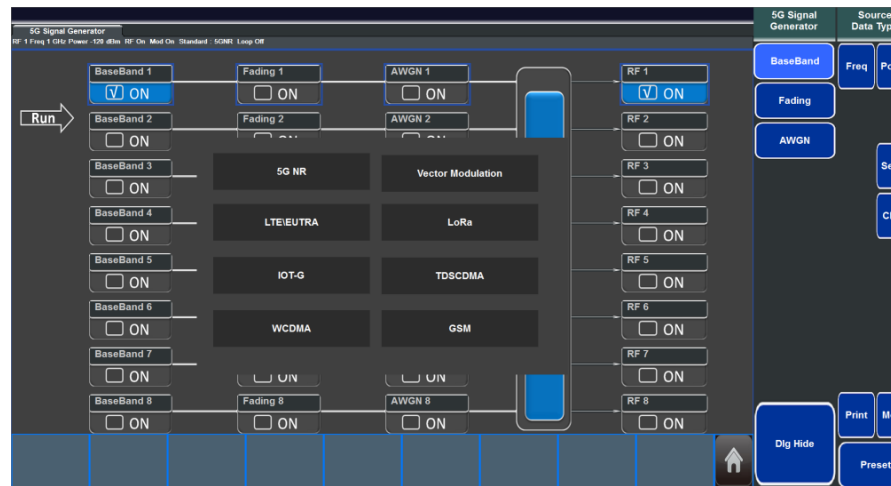 5G Signal Generator
RF 1 Freq 1 GHz Power -120 dBm RF On Mod On Standard : 5GNR Loop Off
5G Signal
Generator
Source
Data Typ
BaseBand 1
Fading 1
AWGN 1
RF 1
ON
ON
ON
ON
BaseBand
Freq
Po
Fading
Run
BaseBand 2
Fading 2
AWGN 2
RF 2
ON
ON
AWGN
BaseBand 3
5G NR
Vector Modulation
RF 3
ON
ON
Se
BaseBand 4
LTE\EUTRA
LoRa
RF 4
ON
ON
BaseBand 5
IOT-G
TDSCDMA
RF 5
ON
ON
BaseBand 6
WCDMA
GSM
RF 6
ON
ON
BaseBand 7
RF 7
ON
ON
ON
ON
BaseBand 8
Fading 8
AWGN 8
RF 8
ON
ON
ON
ON
Print
Dlg Hide
Preset